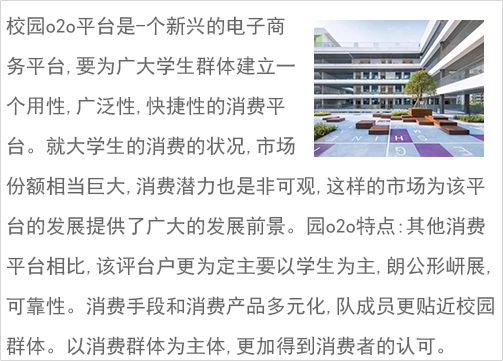 校园o2o平台是-个新兴的电子商
务平台,要为广大学生群体建立一
个用性,广泛性,快捷性的消费平
台。就大学生的消费的状况,市场
份额相当巨大,消费潜力也是非可观,这样的市场为该平
台的发展提供了广大的发展前景。园o2o特点:其他消费
平台相比,该评台户更为定主要以学生为主,朗公形岍展,
可靠性。消费手段和消费产品多元化,队成员更贴近校园
群体。以消费群体为主体,更加得到消费者的认可。